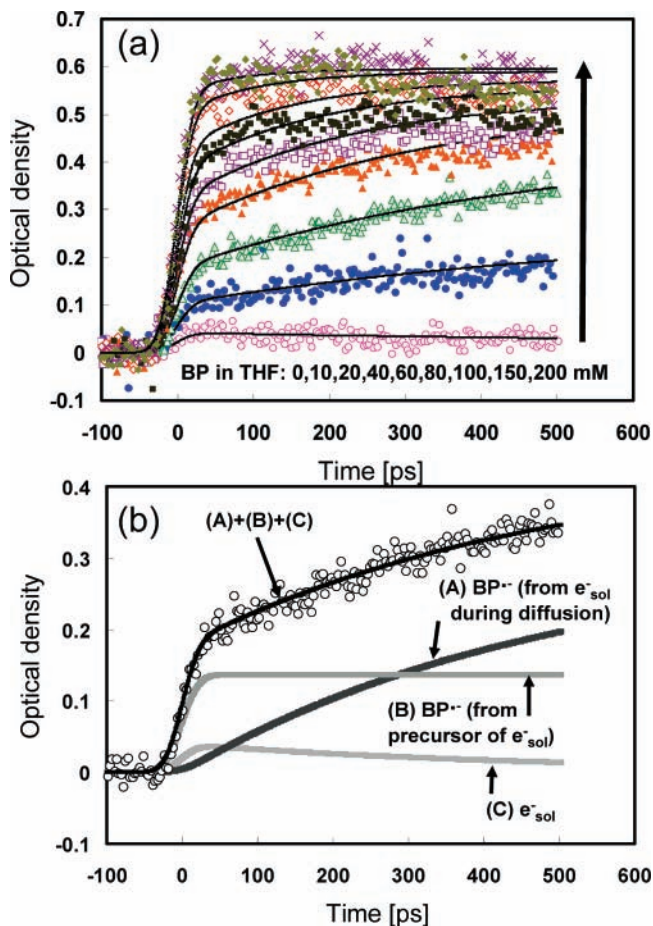 (a)
0.7
0.6
0.5
0.4
0.3
0.2
0.1
0
-0.1
Optical density
BP in THF: 0,10,20,40,60,80,100,150,200 mM
-100 0 100 200 300 400 500 600
Time [ps]
(b)
0.4
0.3
0.2
0.1
0
-0.1
Optical density
(A)+(B)+(C)
(A) BP•- (from e-sol
during diffusion)
(B) BP•- (from
precursor of e-sol)
(C) e-sol
-100 0 100 200 300 400 500 600
Time [ps]